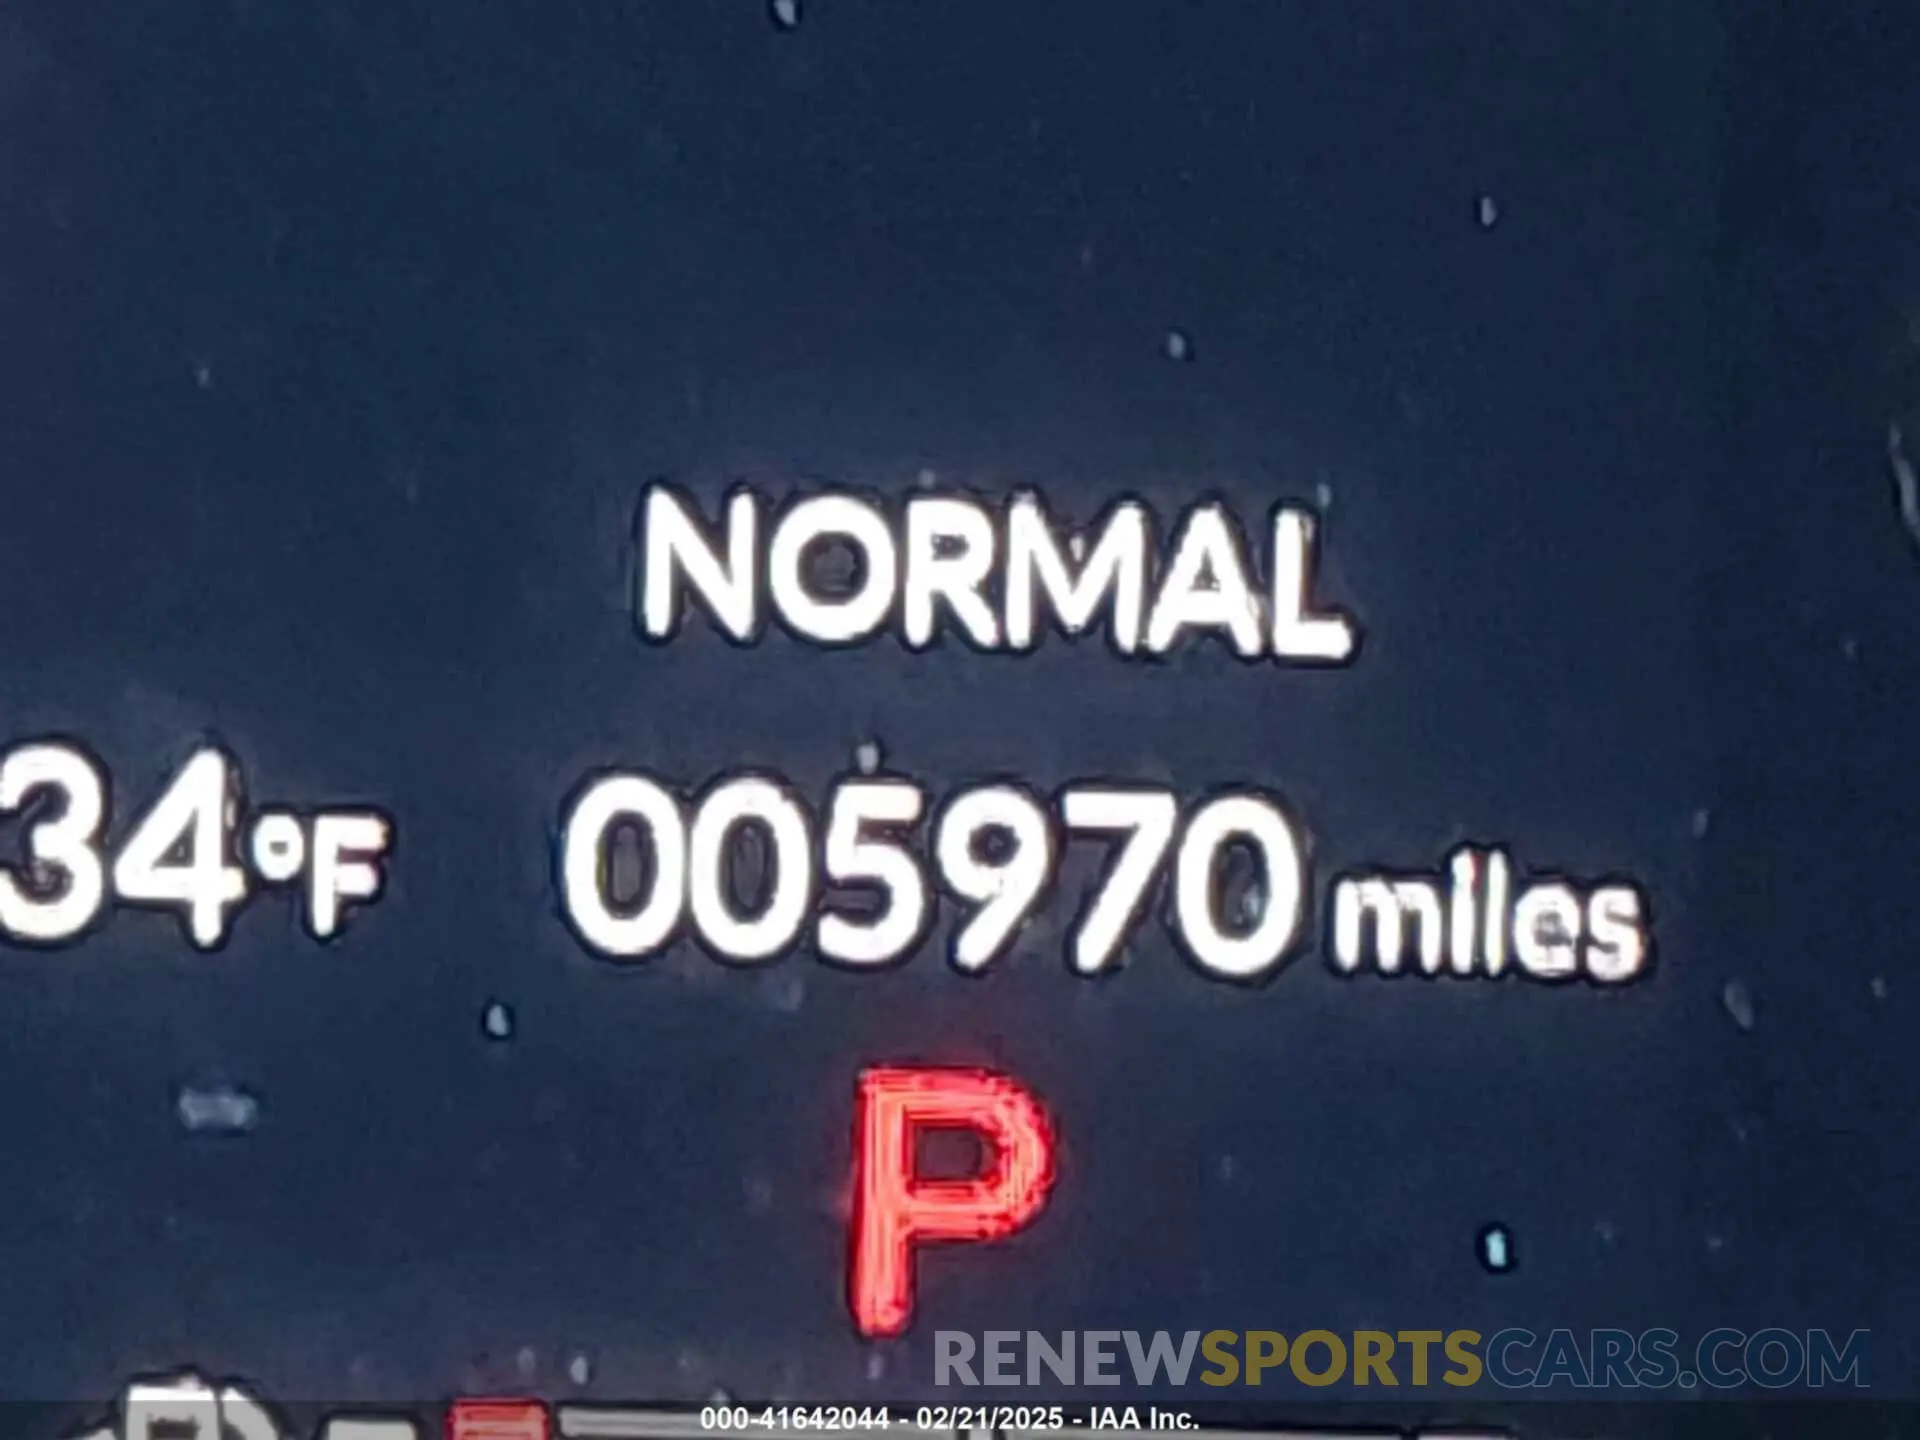 NORMAL
34°F 005970 miles
P
RENEWSPORTSCARS.COM
000-41642044 - 02/21/2025 - IAA Inc.